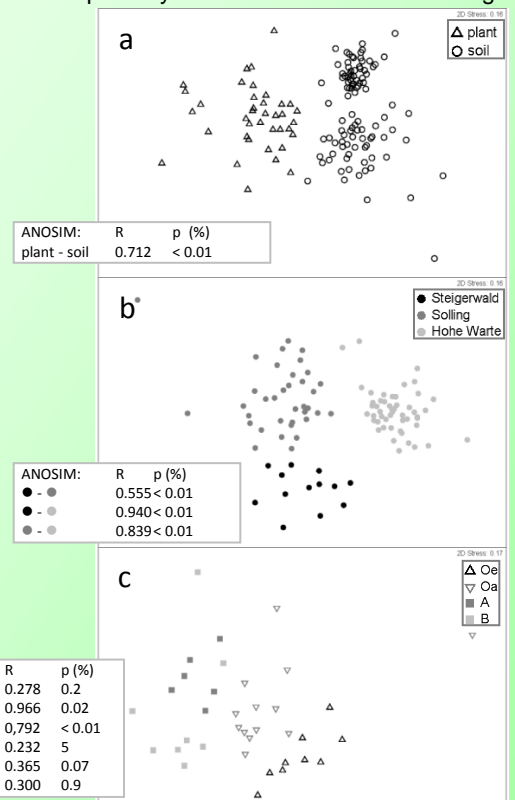 2D Stress: 0.16
a
plant
soil
ANOSIM: R p (%)
plant - soil 0.712 < 0.01
2D Stress: 0.16
b
Steigerwald
Solling
Hohe Warte
ANOSIM: R p (%)
- 0.555 < 0.01
- 0.940 < 0.01
- 0.839 < 0.01
2D Stress: 0.17
c
Oe
Oa
A
B
R p (%)
0.278 0.2
0.966 0.02
0,792 < 0.01
0.232 5
0.365 0.07
0.300 0.9